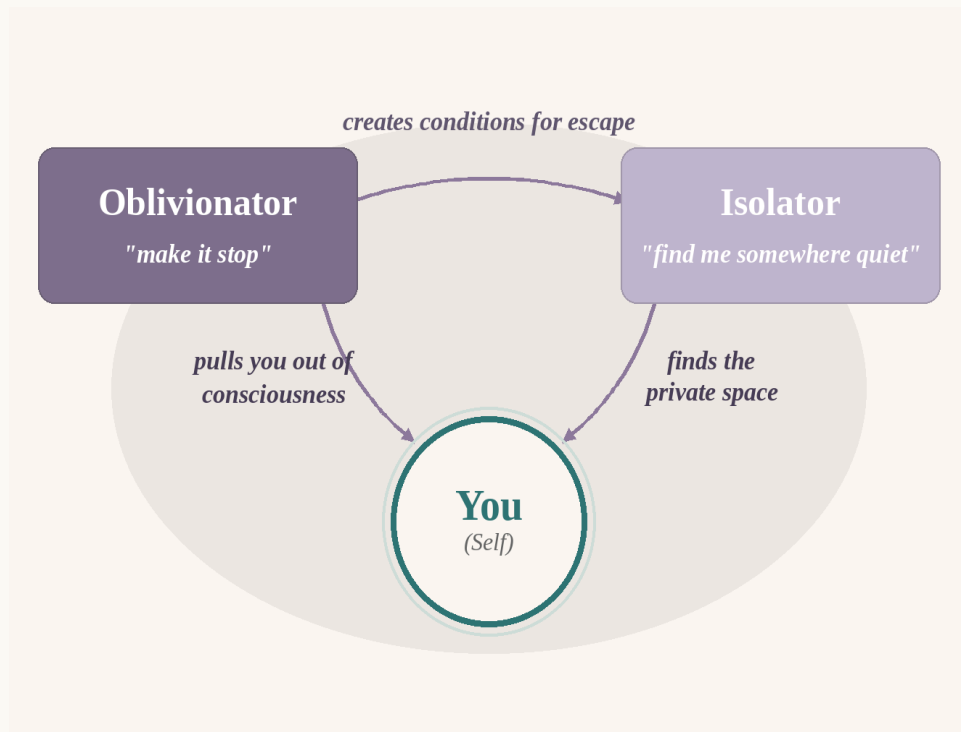 creates conditions for escape
Oblivionator
"make it stop"
Isolator
"find me somewhere quiet"
pulls you out of
consciousness
finds the
private space
You
(Self)